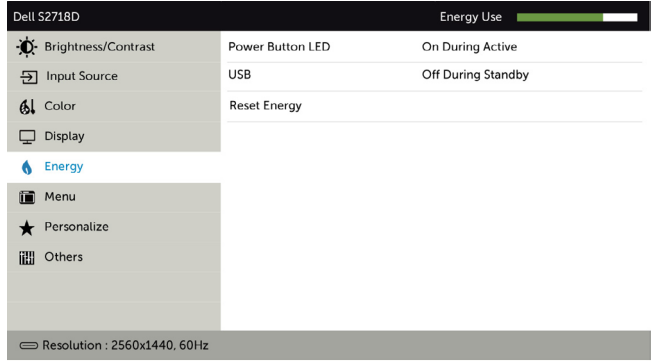 Dell S2718D Energy Use
Brightness/Contrast Power Button LED On During Active
Input Source USB Off During Standby
Color Reset Energy
Display
Energy
Menu
Personalize
Others
Resolution : 2560x1440, 60Hz